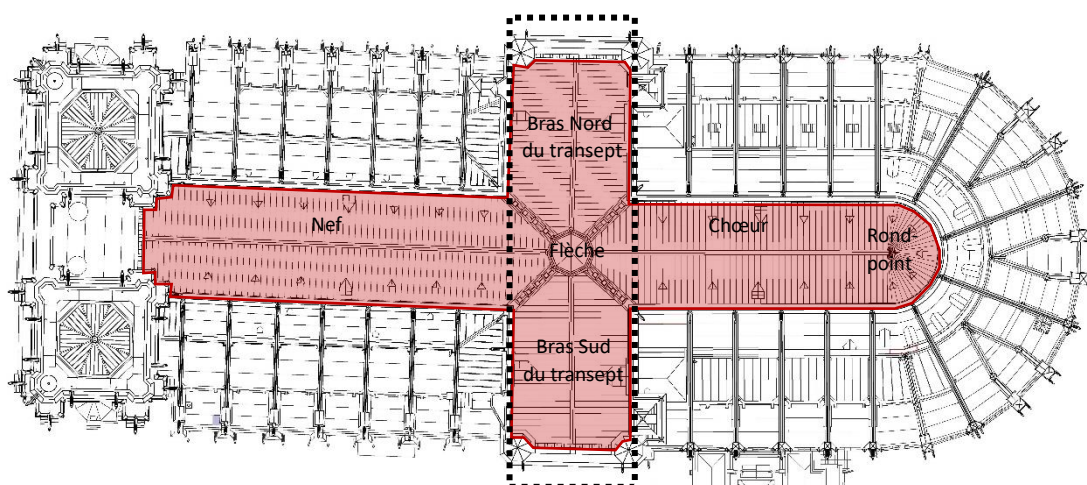 Bras Nord
du transept
Nef
Flèche
Chœur
Rond-
point
Bras Sud
du transept